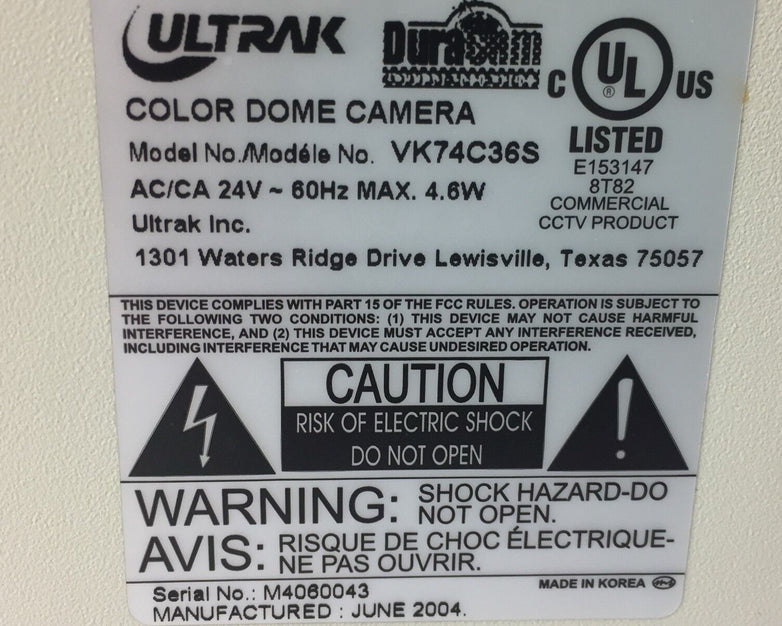 ULTRAK DuraCam
C UL US
®
COLOR DOME CAMERA
LISTED
Model No./Modéle No. VK74C36S
E153147
8T82
AC/CA 24V ~ 60Hz MAX. 4.6W
COMMERCIAL
Ultrak Inc.
CCTV PRODUCT
1301 Waters Ridge Drive Lewisville, Texas 75057
THIS DEVICE COMPLIES WITH PART 15 OF THE FCC RULES. OPERATION IS SUBJECT TO
THE FOLLOWING TWO CONDITIONS: (1) THIS DEVICE MAY NOT CAUSE HARMFUL
INTERFERENCE, AND (2) THIS DEVICE MUST ACCEPT ANY INTERFERENCE RECEIVED,
INCLUDING INTERFERENCE THAT MAY CAUSE UNDESIRED OPERATION.
CAUTION
RISK OF ELECTRIC SHOCK
DO NOT OPEN
WARNING: SHOCK HAZARD-DO
NOT OPEN.
AVIS: RISQUE DE CHOC ÉLECTRIQUE-
NE PAS OUVRIR.
Serial No.: M4060043
MADE IN KOREA
MANUFACTURED : JUNE 2004.